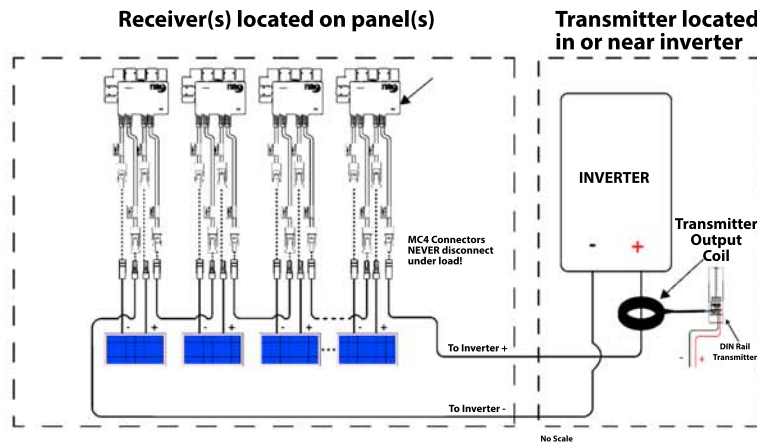 Receiver(s) located on panel(s)
Transmitter located
in or near inverter
INVERTER
- +
Transmitter
Output
Coil
MC4 Connectors
NEVER disconnect
under load!
- +
- +
- +
- +
To Inverter +
DIN Rail
Transmitter
- +
To Inverter -
No Scale